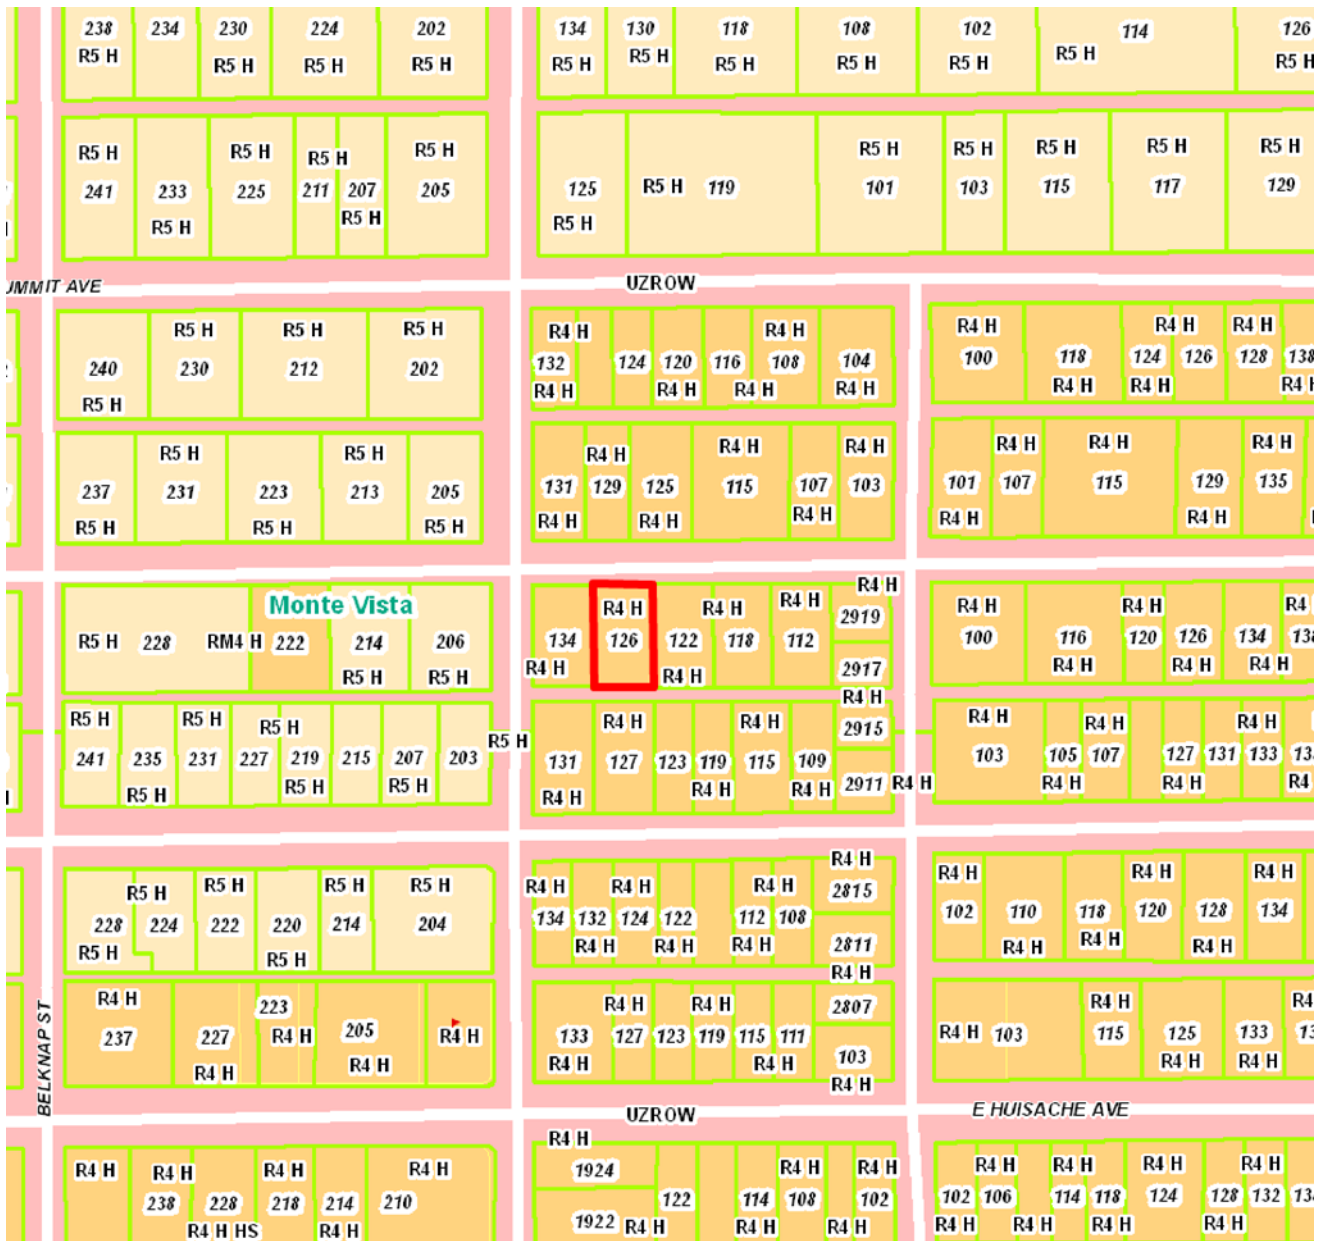 238 234 230 224 202 134 130 118 108 102 114 126
R5 H R5 H R5 H R5 H R5 H R5 H R5 H R5 H R5 H R5 H R5 H
R5 H R5 H R5 H R5 H R5 H R5 H R5 H R5 H R5 H
241 233 225 211 207 205 125 R5 H 119 101 103 115 117 129
R5 H R5 H R5 H
UMMIT AVE UZROW
R5 H R5 H R5 H R4 H R4 H R4 H R4 H R4 H
240 230 212 202 132 124 120 116 108 104 100 118 124 126 128 138
R5 H R4 H R4 H R4 H R4 H R4 H R4 H R4 H
R5 H R5 H R4 H R4 H R4 H R4 H R4 H R4 H
237 231 223 213 205 131 129 125 115 107 103 101 107 115 129 135
R5 H R5 H R5 H R4 H R4 H R4 H R4 H R4 H
Monte Vista R4 H R4 H R4 H R4 H R4 H R4 H R4
2919
R5 H 228 RM4 H 222 214 206 134 126 122 118 112 100 116 120 126 134 138
R5 H R5 H R4 H R4 H 2917 R4 H R4 H R4 H
R4 H
R5 H R5 H R5 H R5 H R4 H R4 H 2915 R4 H R4 H R4 H
241 235 231 227 219 215 207 203 131 127 123 119 115 109 103 105 107 127 131 133
R5 H R5 H R5 H R4 H R4 H R4 H 2911 R4 H R4 H R4 H R4
R4 H
R5 H R5 H R5 H R5 H R4 H R4 H R4 H 2815 R4 H R4 H R4 H
228 224 222 220 214 204 134 132 124 122 112 108 102 110 118 120 128 134
R5 H R5 H R4 H R4 H R4 H 2811 R4 H R4 H R4 H
R4 H
R4 H 223 R4 H R4 H 2807 R4 H R4
237 227 R4 H 205 R4 H 133 127 123 119 115 111 103 R4 H 103 115 125 133
R4 H R4 H R4 H R4 H R4 H R4 H R4 H
BELKNAP ST
UZROW E HUISACHE AVE
R4 H
R4 H R4 H R4 H R4 H 1924 R4 H R4 H R4 H R4 H R4 H R4 H
238 228 218 214 210 122 114 108 102 102 106 114 118 124 128 132
R4 H HS R4 H 1922 R4 H R4 H R4 H R4 H R4 H R4 H R4 H